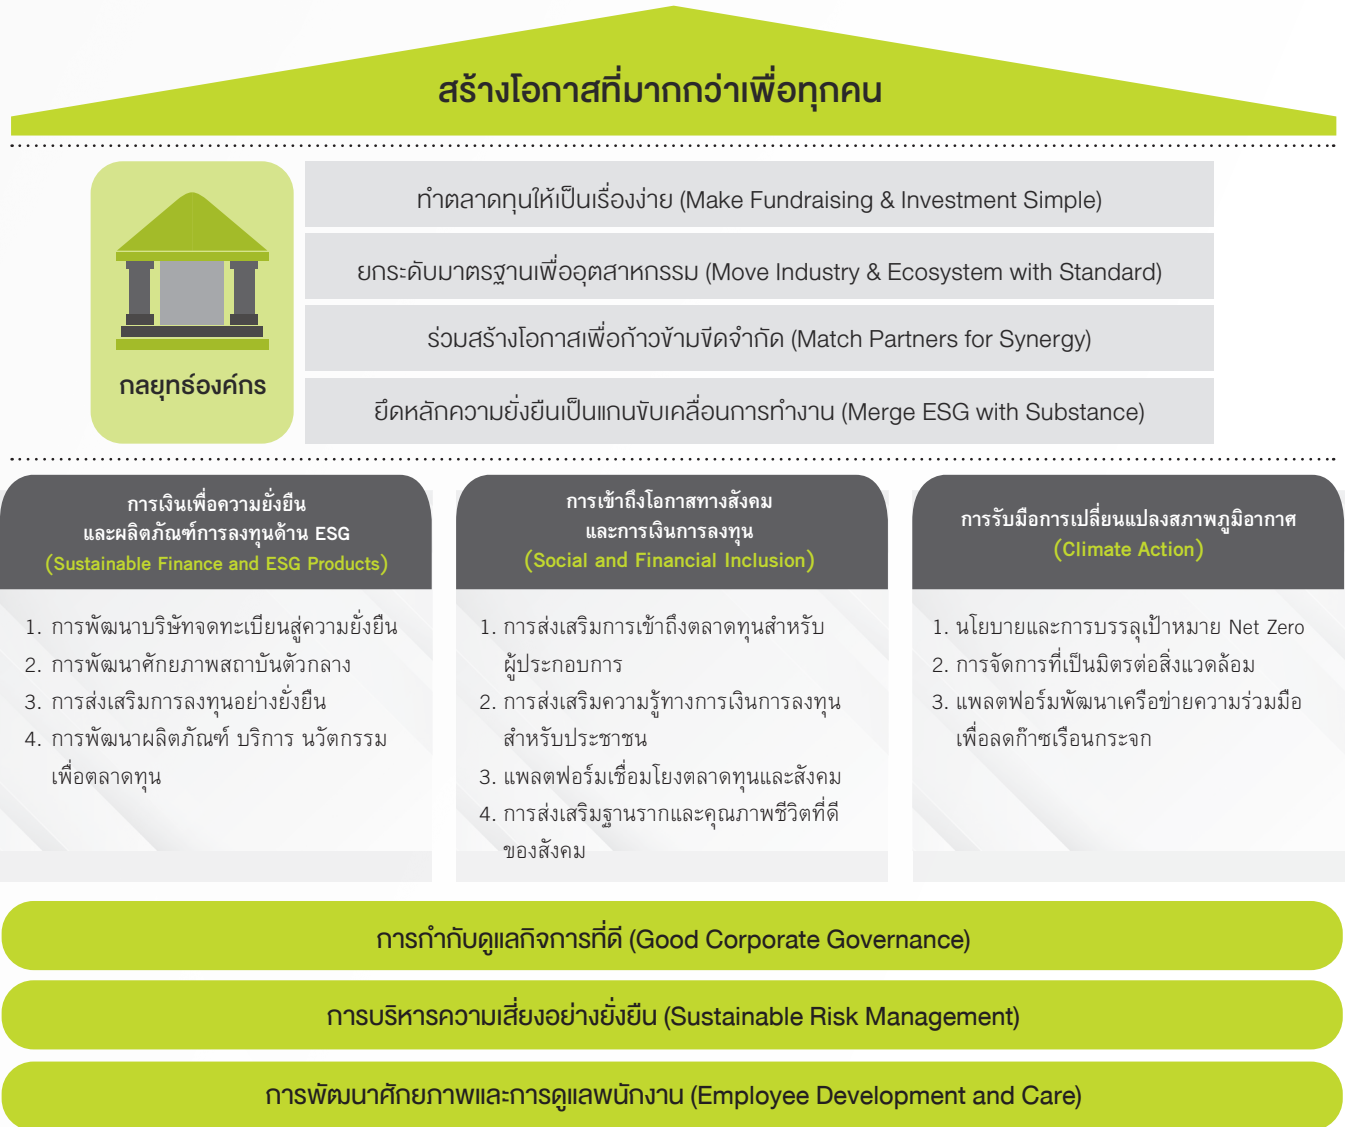 สร้างโอกาสที่มากกว่าเพื่อทุกคน
กลยุทธ์องค์กร
ทำตลาดทุนให้เป็นเรื่องง่าย (Make Fundraising & Investment Simple)
ยกระดับมาตรฐานเพื่ออุตสาหกรรม (Move Industry & Ecosystem with Standard)
ร่วมสร้างโอกาสเพื่อก้าวข้ามขีดจำกัด (Match Partners for Synergy)
ยึดหลักความยั่งยืนเป็นแกนขับเคลื่อนการทำงาน (Merge ESG with Substance)
การเงินเพื่อความยั่งยืน
และผลิตภัณฑ์การลงทุนด้าน ESG
(Sustainable Finance and ESG Products)
1. การพัฒนาบริษัทจดทะเบียนสู่ความยั่งยืน
2. การพัฒนาศักยภาพสถาบันตัวกลาง
3. การส่งเสริมการลงทุนอย่างยั่งยืน
4. การพัฒนาผลิตภัณฑ์ บริการ นวัตกรรม
เพื่อตลาดทุน
การเข้าถึงโอกาสทางสังคม
และการเงินการลงทุน
(Social and Financial Inclusion)
1. การส่งเสริมการเข้าถึงตลาดทุนสำหรับ
ผู้ประกอบการ
2. การส่งเสริมความรู้ทางการเงินการลงทุน
สำหรับประชาชน
3. แพลตฟอร์มเชื่อมโยงตลาดทุนและสังคม
4. การส่งเสริมฐานรากและคุณภาพชีวิตที่ดี
ของสังคม
การรับมือการเปลี่ยนแปลงสภาพภูมิอากาศ
(Climate Action)
1. นโยบายและการบรรลุเป้าหมาย Net Zero
2. การจัดการที่เป็นมิตรต่อสิ่งแวดล้อม
3. แพลตฟอร์มพัฒนาเครือข่ายความร่วมมือ
เพื่อลดก๊าซเรือนกระจก
การกำกับดูแลกิจการที่ดี (Good Corporate Governance)
การบริหารความเสี่ยงอย่างยั่งยืน (Sustainable Risk Management)
การพัฒนาศักยภาพและการดูแลพนักงาน (Employee Development and Care)